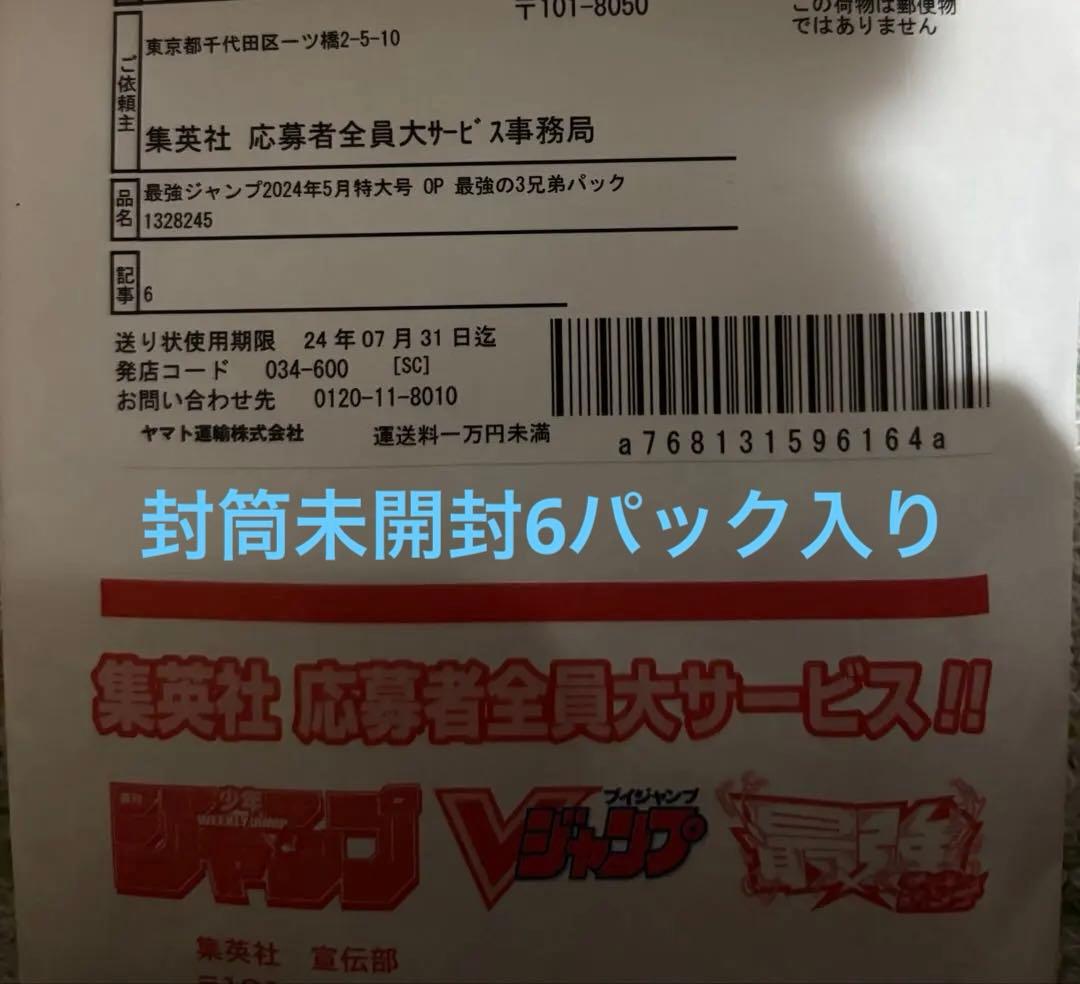 〒101-8050
この荷物は郵便物
ではありません
ご依頼主
東京都千代田区一ツ橋2-5-10
集英社 応募者全員大ｻｰﾋﾞｽ事務局
品名
最強ジャンプ2024年5月特大号 OP 最強の3兄弟パック
1328245
記事
6
送り状使用期限 24年07月31日迄
発店コード 034-600 [SC]
お問い合わせ先 0120-11-8010
ヤマト運輸株式会社 運送料一万円未満
a768131596164a
封筒未開封6パック入り
集英社 応募者全員大サービス!!
週刊
少年
WEEKLY JUMP
ジャンプ
ブイジャンプ
Vジャンプ
最強
ジャンプ
集英社 宣伝部